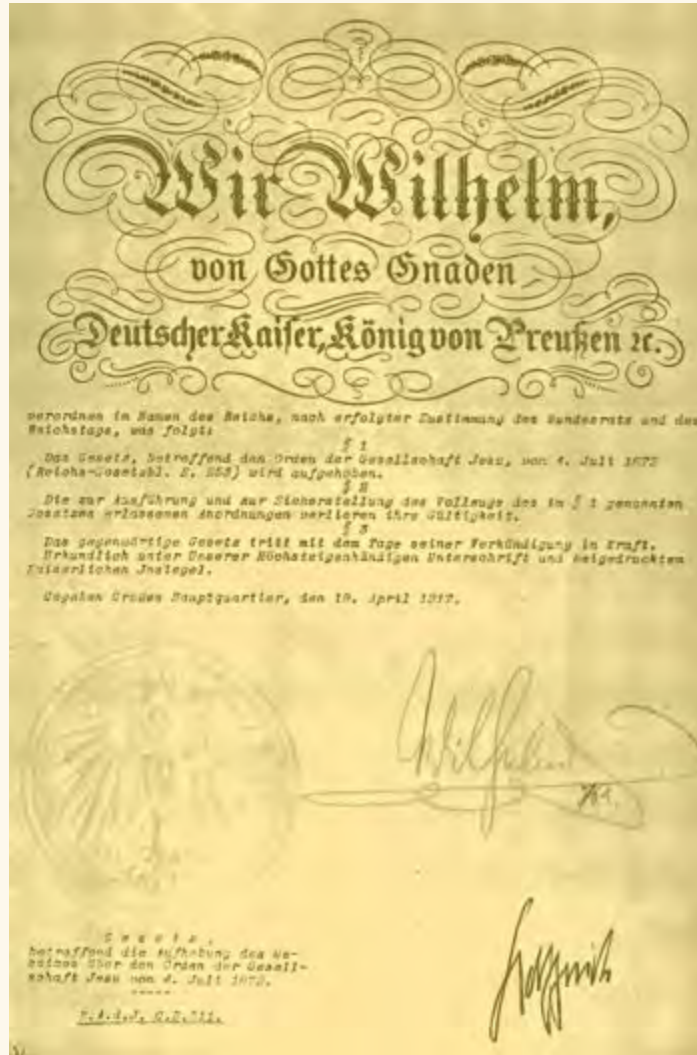 Wir Wilhelm,
von Gottes Gnaden
Deutscher Kaiser, König von Preußen ꝛc.
verordnen im Namen des Reichs, nach erfolgter Zustimmung des Bundesrats und des
Reichstags, was folgt:
§ 1
Das Gesetz, betreffend den Orden der Gesellschaft Jesu, vom 4. Juli 1872
(Reichs-Gesetzbl. S. 253) wird aufgehoben.
§ 2
Die zur Ausführung und zur Sicherstellung des Vollzugs des im § 1 genannten
Gesetzes erlassenen Anordnungen verlieren ihre Gültigkeit.
§ 3
Das gegenwärtige Gesetz tritt mit dem Tage seiner Verkündigung in Kraft.
Urkundlich unter Unserer Höchsteigenhändigen Unterschrift und beigedrucktem
Kaiserlichen Insiegel.
Gegeben Großes Hauptquartier, den 19. April 1917.
Wilhelm
Gesetz,
betreffend die Aufhebung des Ge-
setzes über den Orden der Gesell-
schaft Jesu vom 4. Juli 1872.